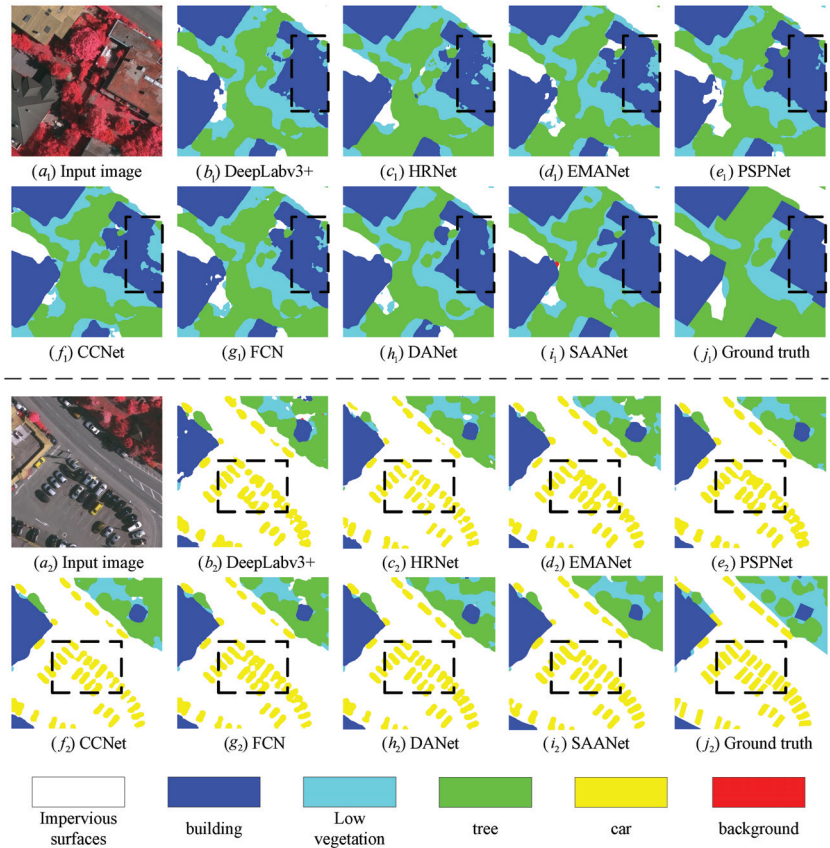 (a₁) Input image
(b₁) DeepLabv3+
(c₁) HRNet
(d₁) EMANet
(e₁) PSPNet
(f₁) CCNet
(g₁) FCN
(h₁) DANet
(i₁) SAANet
(j₁) Ground truth
(a₂) Input image
(b₂) DeepLabv3+
(c₂) HRNet
(d₂) EMANet
(e₂) PSPNet
(f₂) CCNet
(g₂) FCN
(h₂) DANet
(i₂) SAANet
(j₂) Ground truth
Impervious
surfaces
building
Low
vegetation
tree
car
background